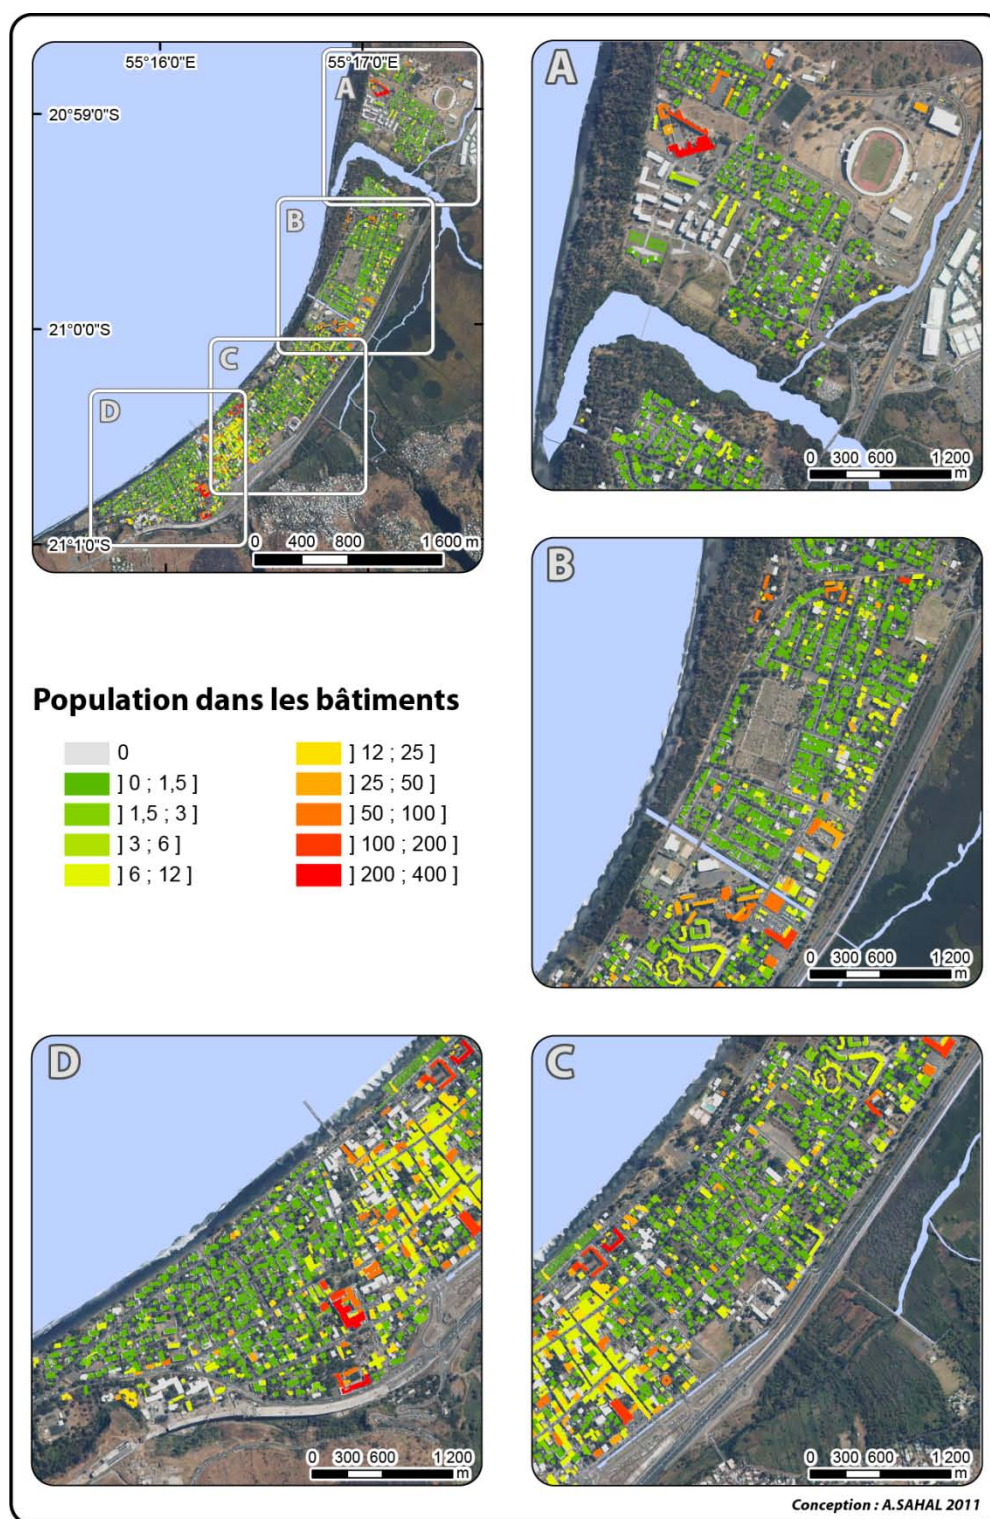 55°16'0"E
55°17'0"E
A
20°59'0"S
B
21°0'0"S
C
D
21°1'0"S
0 400 800 1 600 m
A
0 300 600 1 200
m
B
0 300 600 1 200
m
Population dans les bâtiments
0
] 0 ; 1,5 ]
] 1,5 ; 3 ]
] 3 ; 6 ]
] 6 ; 12 ]
] 12 ; 25 ]
] 25 ; 50 ]
] 50 ; 100 ]
] 100 ; 200 ]
] 200 ; 400 ]
D
0 300 600 1 200
m
C
0 300 600 1 200
m
Conception : A.SAHAL 2011